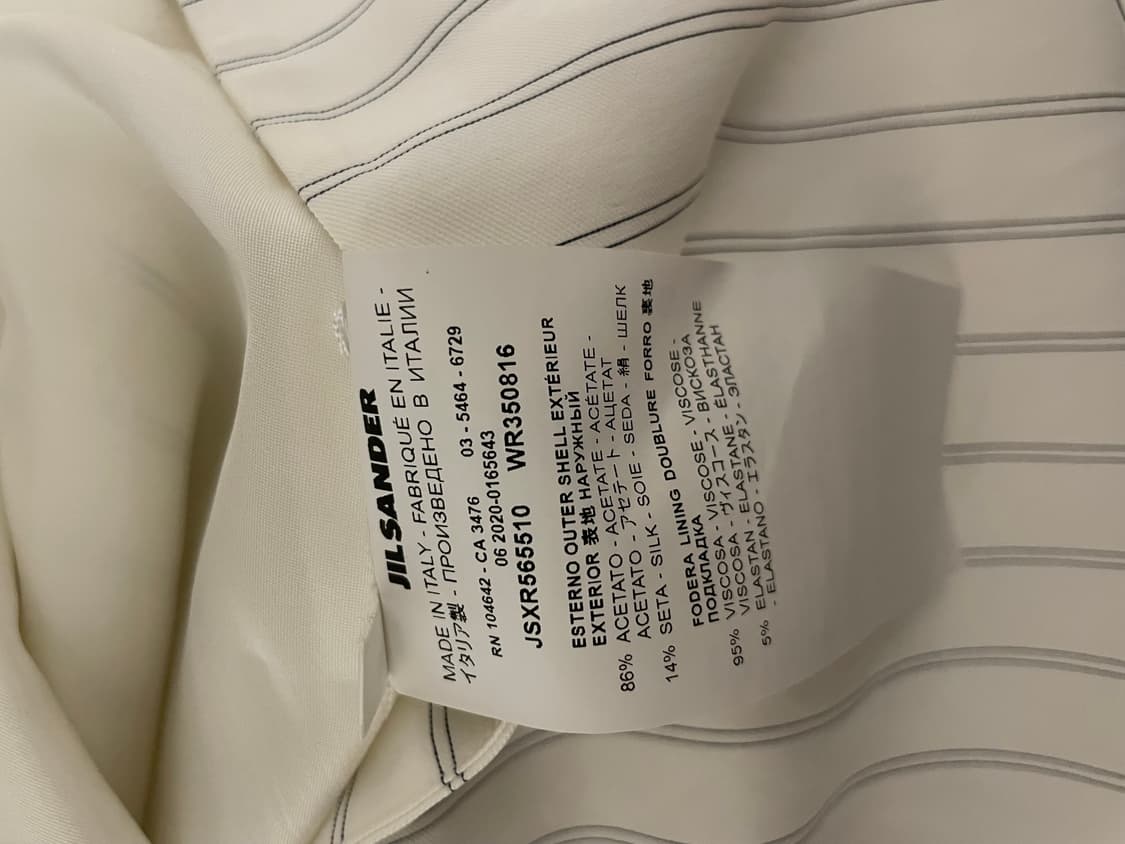 JIL SANDER
MADE IN ITALY - FABRIQUÉ EN ITALIE -
イタリア製 - ПРОИЗВЕДЕНО В ИТАЛИИ
RN 104642 - CA 3476 03 - 5464 - 6729
06 2020-0165643
JSXR565510 WR350816
ESTERNO OUTER SHELL EXTÉRIEUR
EXTERIOR 表地 НАРУЖНЫЙ
86% ACETATO - ACETATE - ACÉTATE -
ACETATO - アセテート - АЦЕТАТ
14% SETA - SILK - SOIE - SEDA - 絹 - ШЕЛК
FODERA LINING DOUBLURE FORRO 裏地
ПОДКЛАДКА
95% VISCOSA - VISCOSE - VISCOSE -
VISCOSA - ヴィスコース - ВИСКОЗА
5% ELASTAN - ELASTANE - ÉLASTHANNE
- ELASTANO - エラスタン - ЭЛАСТАН